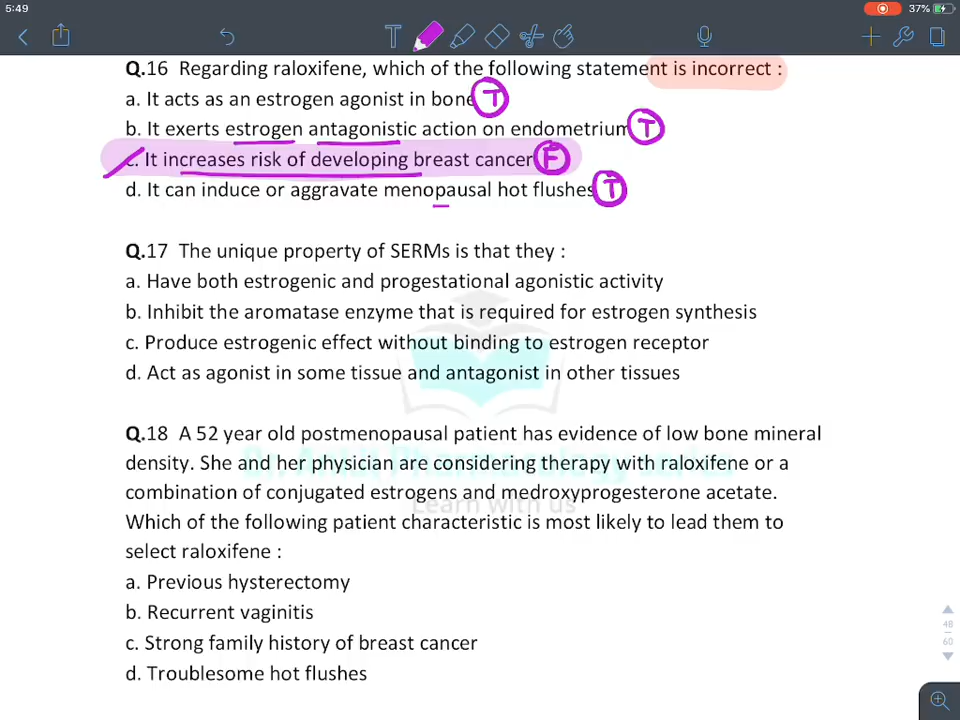 5:49
37%
T
Q.16 Regarding raloxifene, which of the following statement is incorrect :
a. It acts as an estrogen agonist in bone T
b. It exerts estrogen antagonistic action on endometrium T
c. It increases risk of developing breast cancer F
d. It can induce or aggravate menopausal hot flushes T
Q.17 The unique property of SERMs is that they :
a. Have both estrogenic and progestational agonistic activity
b. Inhibit the aromatase enzyme that is required for estrogen synthesis
c. Produce estrogenic effect without binding to estrogen receptor
d. Act as agonist in some tissue and antagonist in other tissues
Q.18 A 52 year old postmenopausal patient has evidence of low bone mineral
density. She and her physician are considering therapy with raloxifene or a
combination of conjugated estrogens and medroxyprogesterone acetate.
Learn with us
Which of the following patient characteristic is most likely to lead them to
select raloxifene :
a. Previous hysterectomy
b. Recurrent vaginitis
c. Strong family history of breast cancer
d. Troublesome hot flushes
48
60